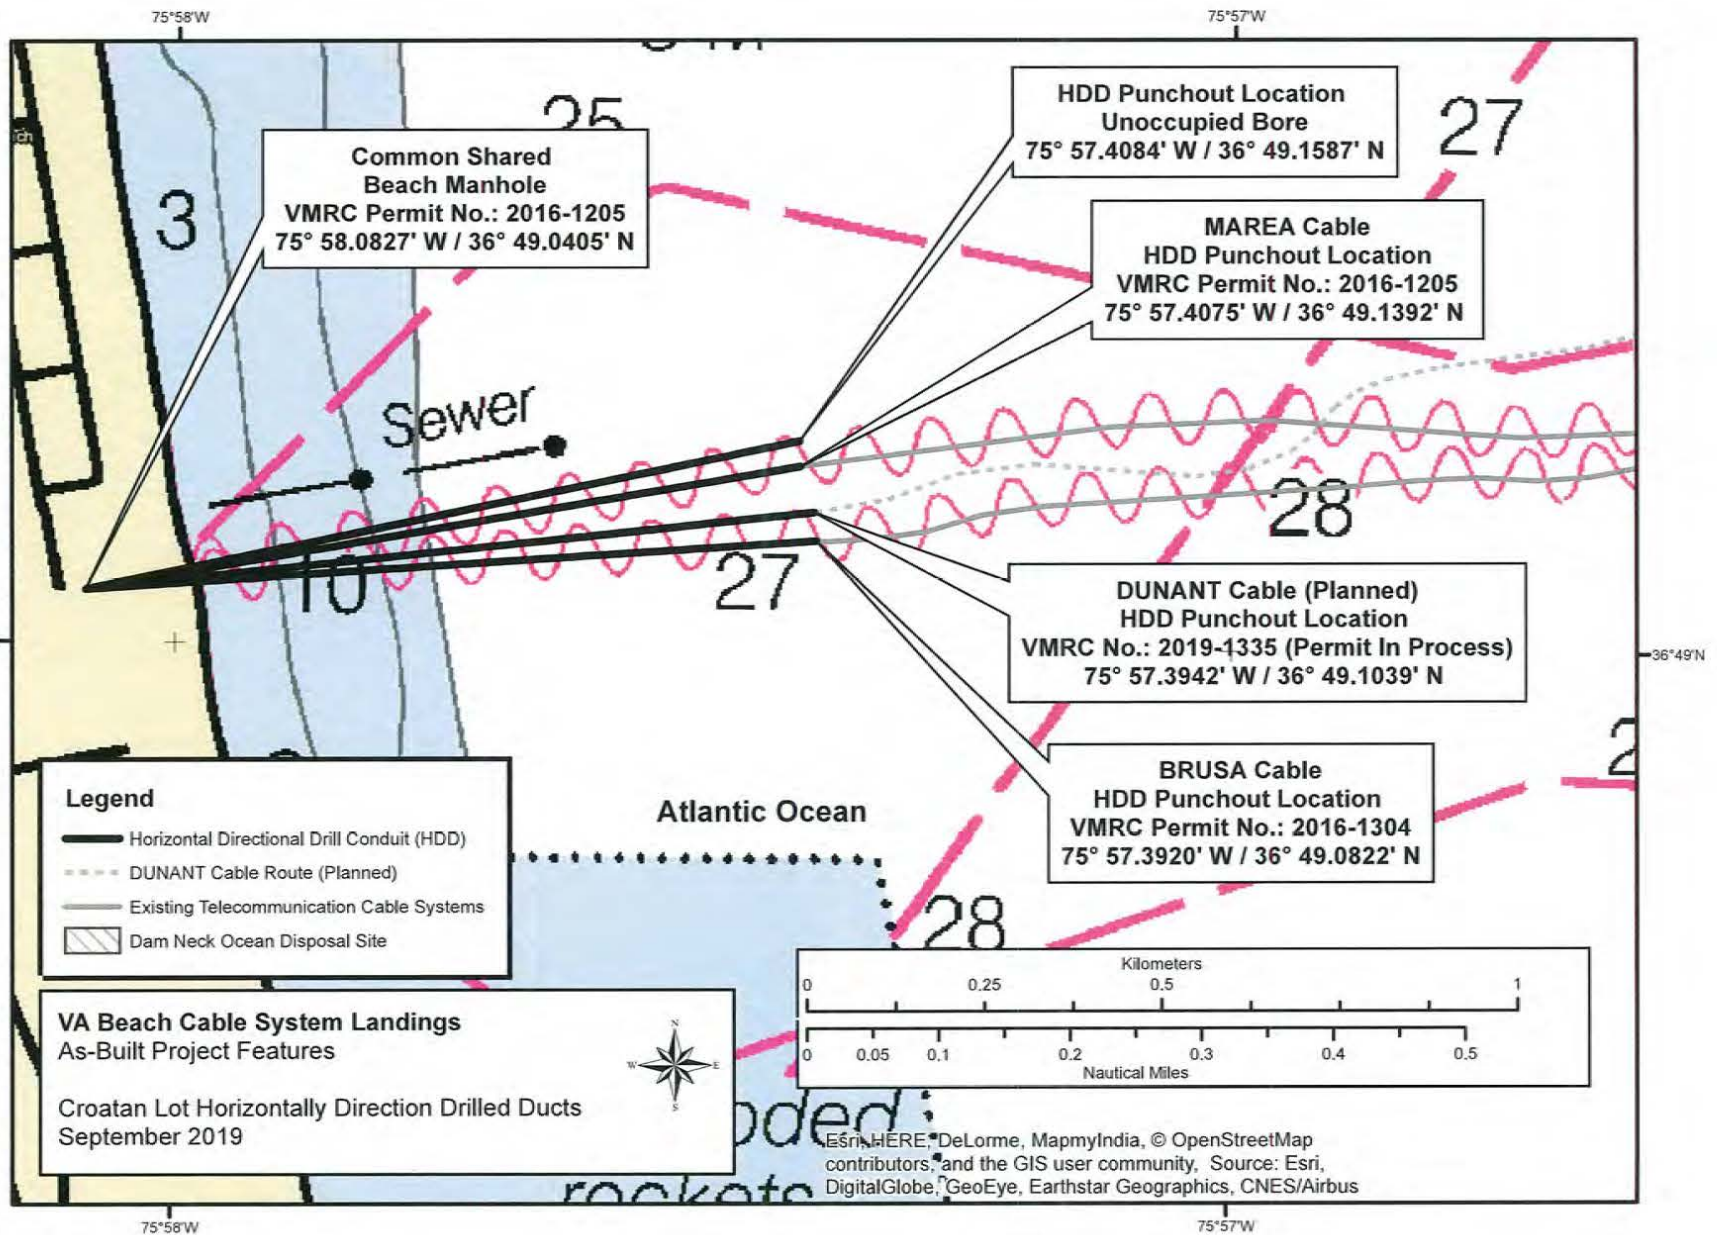 75°58'W
75°57'W
25
27
HDD Punchout Location
Unoccupied Bore
75° 57.4084' W / 36° 49.1587' N
Common Shared
Beach Manhole
VMRC Permit No.: 2016-1205
75° 58.0827' W / 36° 49.0405' N
3
MAREA Cable
HDD Punchout Location
VMRC Permit No.: 2016-1205
75° 57.4075' W / 36° 49.1392' N
Sewer
28
10
27
DUNANT Cable (Planned)
HDD Punchout Location
VMRC No.: 2019-1335 (Permit In Process)
75° 57.3942' W / 36° 49.1039' N
36°49'N
BRUSA Cable
HDD Punchout Location
VMRC Permit No.: 2016-1304
75° 57.3920' W / 36° 49.0822' N
2
Atlantic Ocean
Legend
Horizontal Directional Drill Conduit (HDD)
DUNANT Cable Route (Planned)
Existing Telecommunication Cable Systems
Dam Neck Ocean Disposal Site
28
Kilometers
0 0.25 0.5 1
0 0.05 0.1 0.2 0.3 0.4 0.5
Nautical Miles
VA Beach Cable System Landings
As-Built Project Features
Croatan Lot Horizontally Direction Drilled Ducts
September 2019
N
W E
S
oded
rockets
Esri, HERE, DeLorme, MapmyIndia, © OpenStreetMap
contributors, and the GIS user community, Source: Esri,
DigitalGlobe, GeoEye, Earthstar Geographics, CNES/Airbus
75°58'W
75°57'W